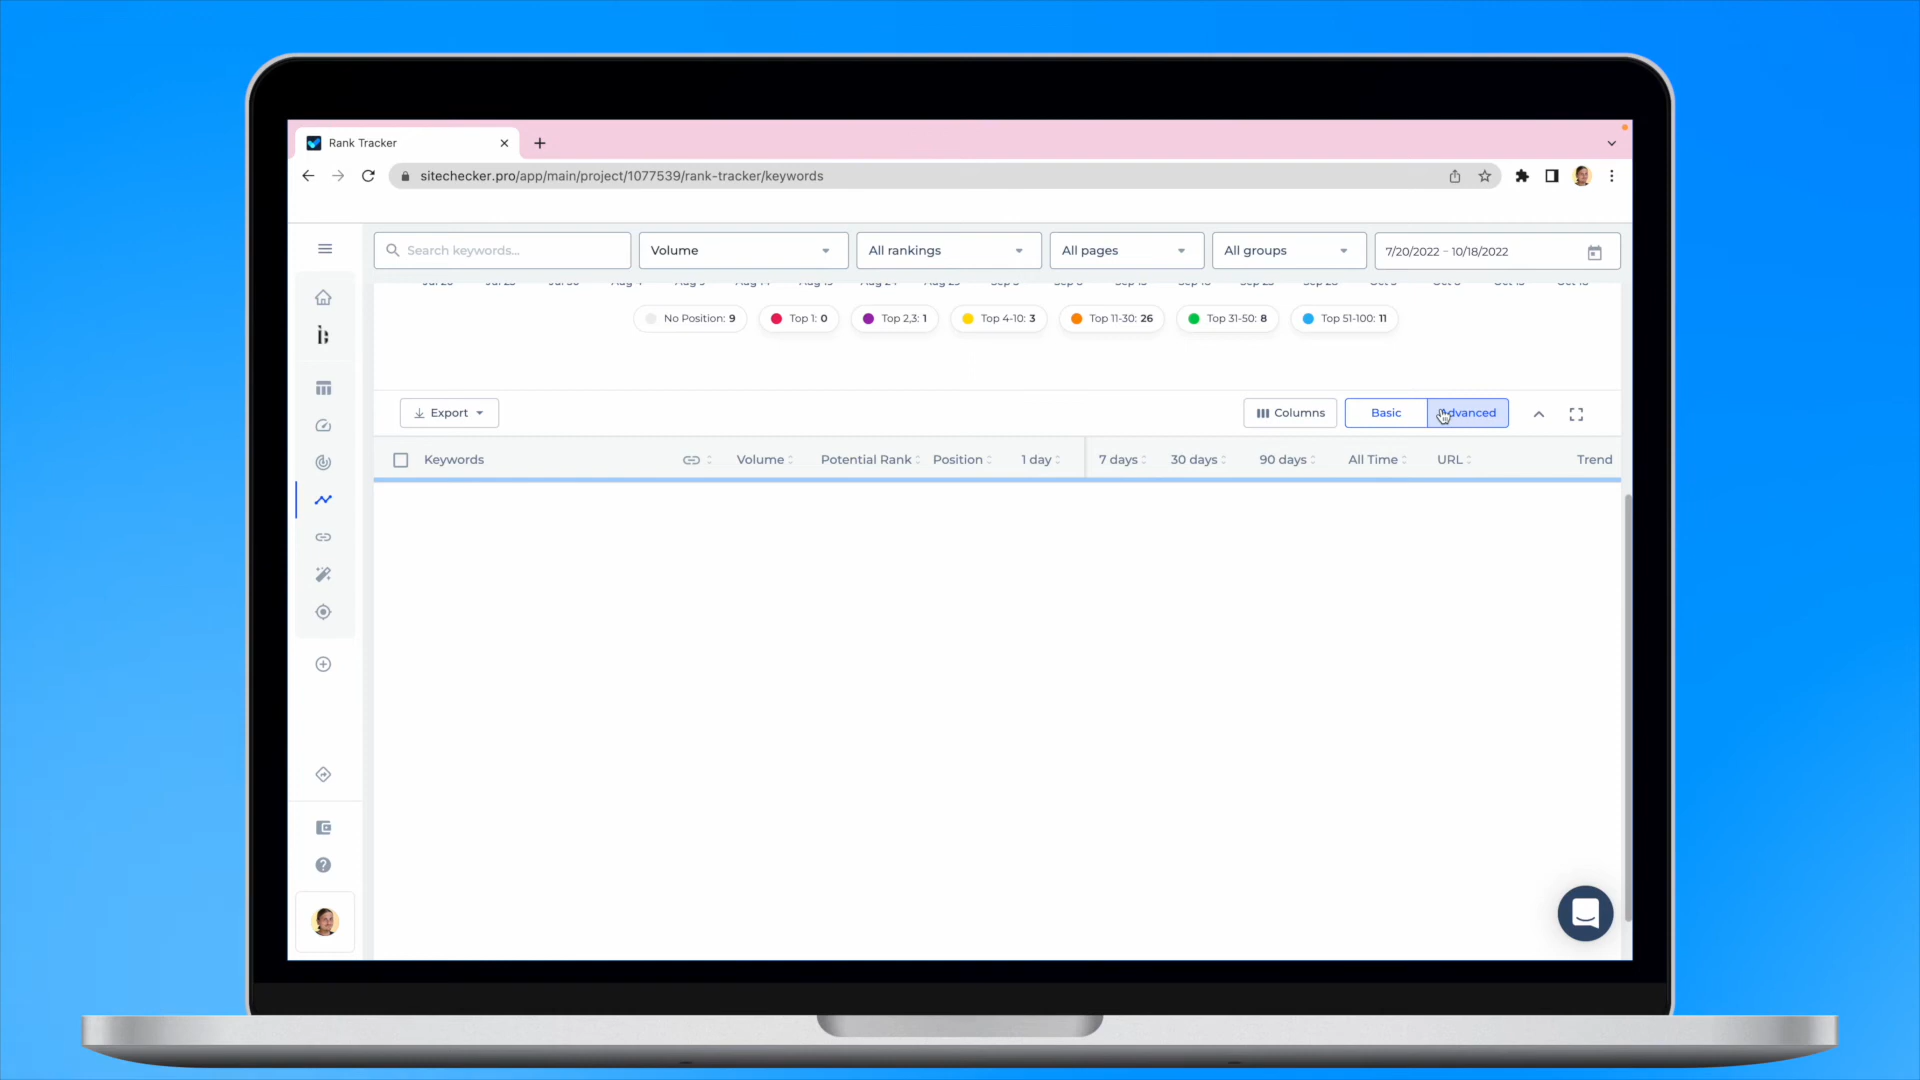 Rank Tracker
sitechecker.pro/app/main/project/1077539/rank-tracker/keywords
Search keywords...
Volume
All rankings
All pages
All groups
7/20/2022 - 10/18/2022
No Position: 9
Top 1: 0
Top 2,3: 1
Top 4-10: 3
Top 11-30: 26
Top 31-50: 8
Top 51-100: 11
Export
Columns
Basic
Advanced
Keywords
Volume
Potential Rank
Position
1 day
7 days
30 days
90 days
All Time
URL
Trend